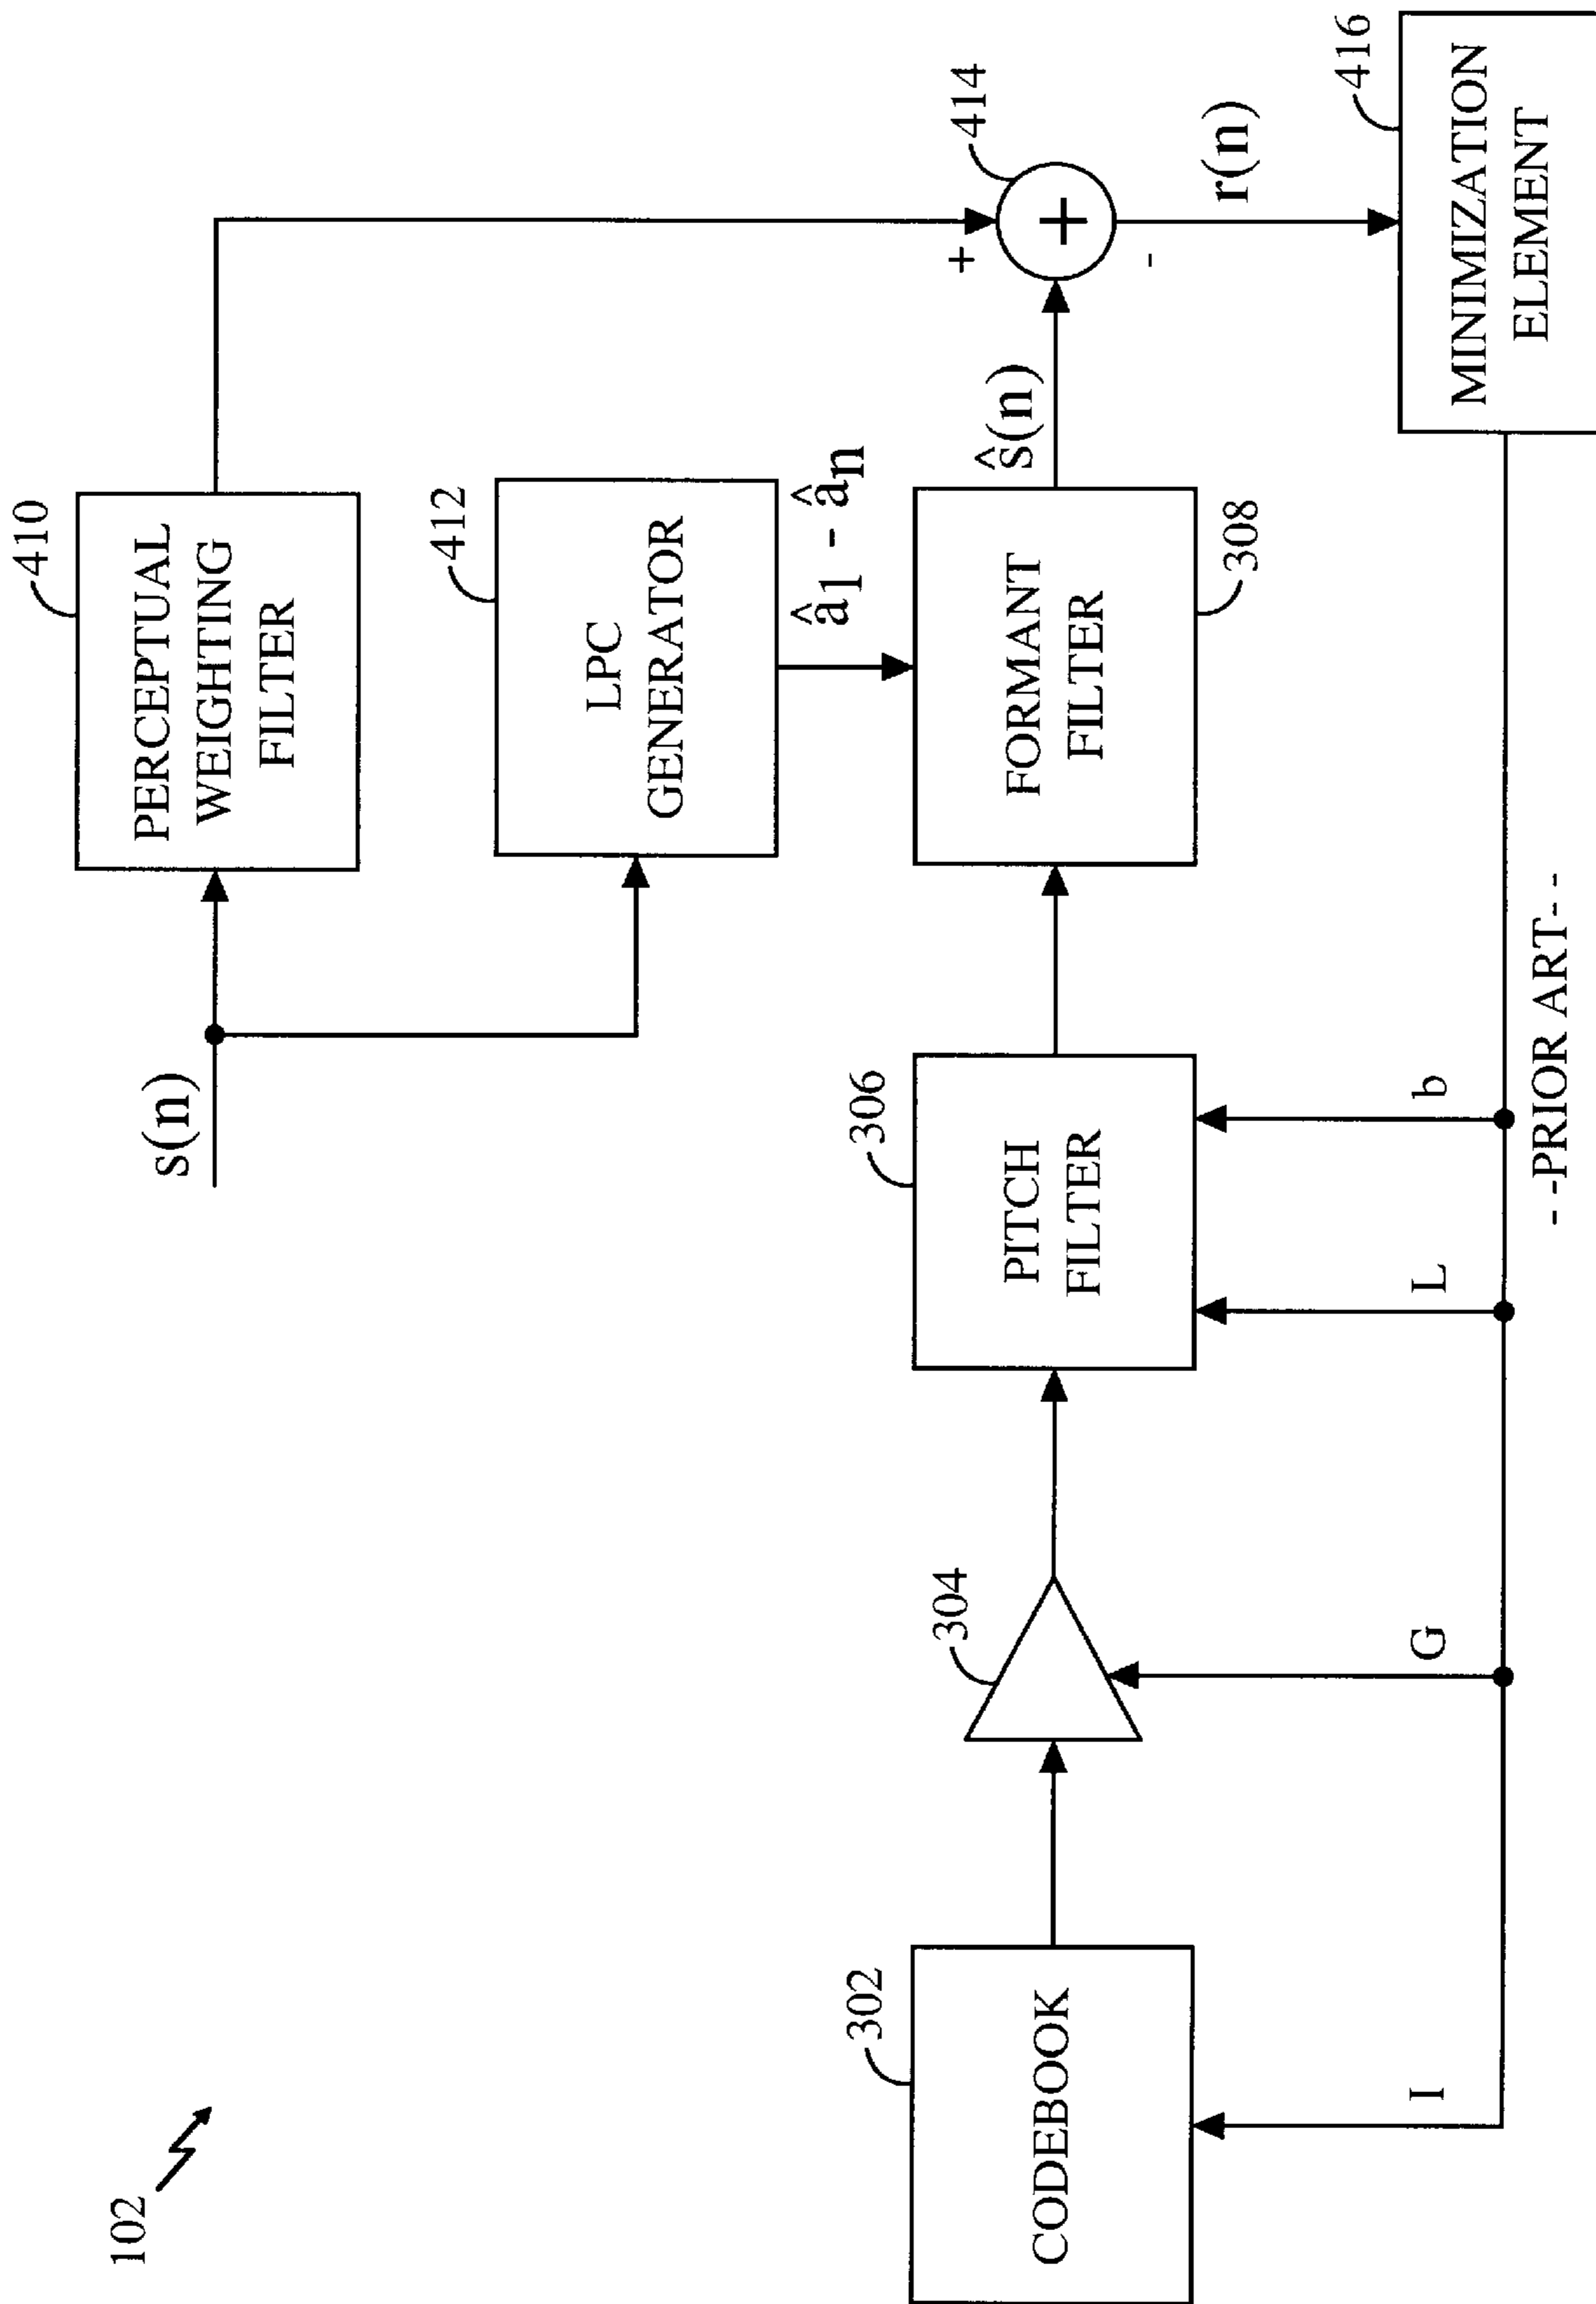 102
s(n)
410
PERCEPTUAL
WEIGHTING
FILTER
412
LPC
GENERATOR
â1 - ân
302
CODEBOOK
304
306
PITCH
FILTER
FORMANT
FILTER
308
ŝ(n)
+
+
-
414
r(n)
416
MINIMIZATION
ELEMENT
I
G
L
b
- -PRIOR ART- -